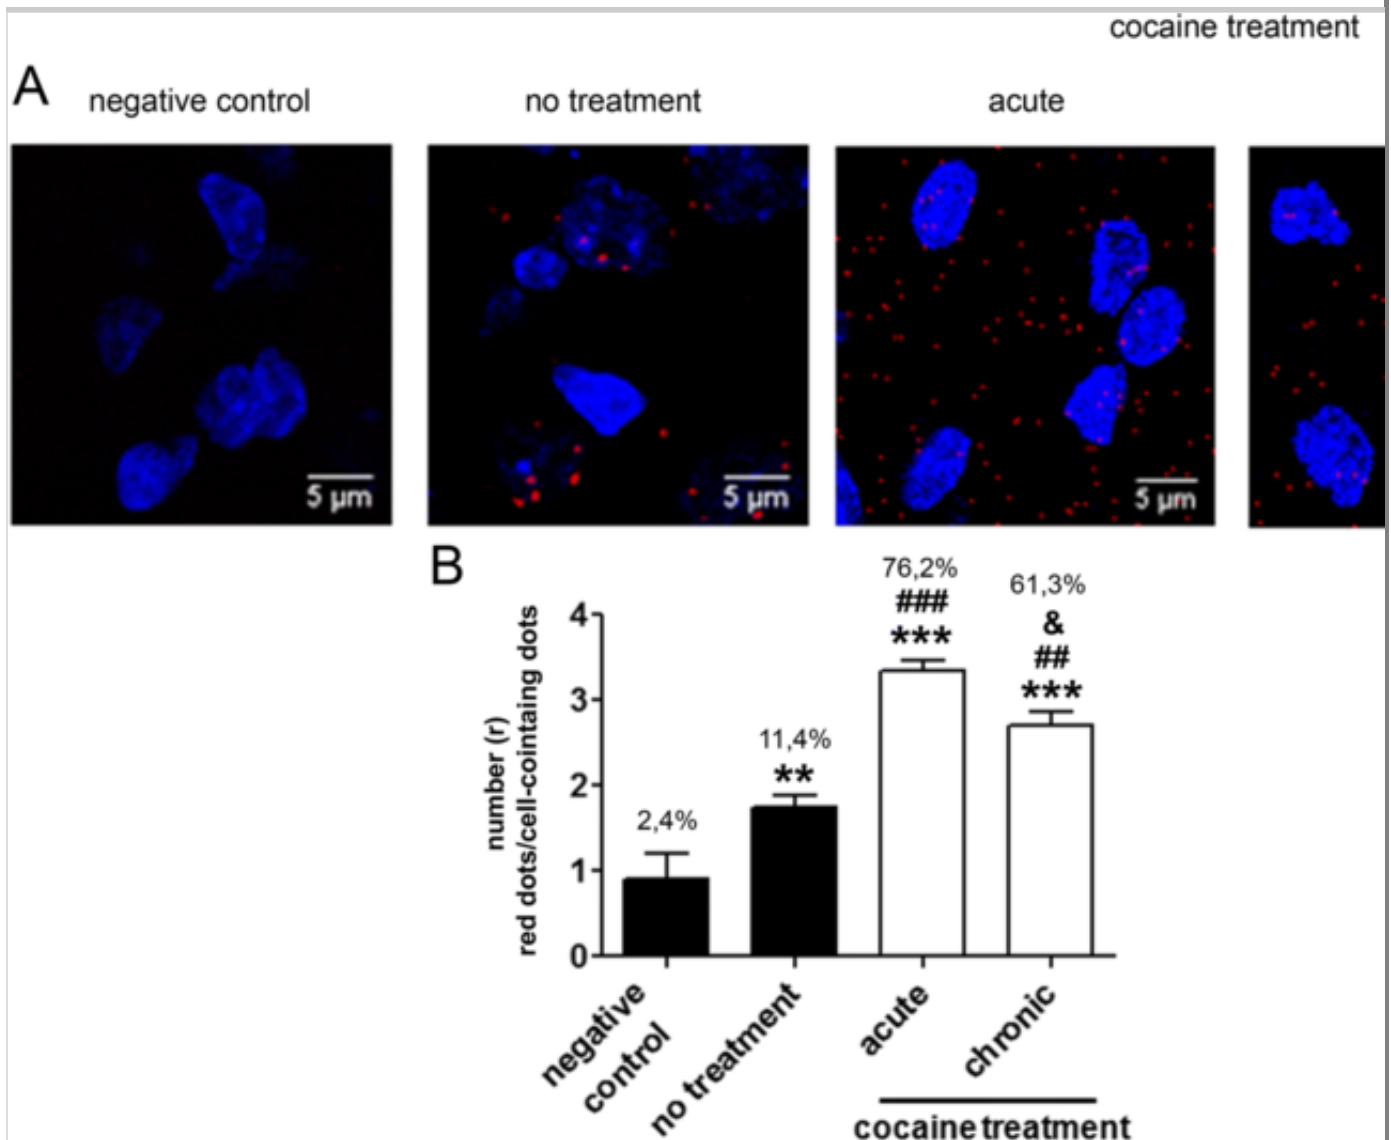 cocaine treatment
A
negative control
no treatment
acute
5 µm
5 µm
5 µm
B
76,2%
###
***
61,3%
&
##
***
11,4%
**
2,4%
number (r)
red dots/cell-cointaing dots
4
3
2
1
0
negative
control
no treatment
acute
chronic
cocaine treatment